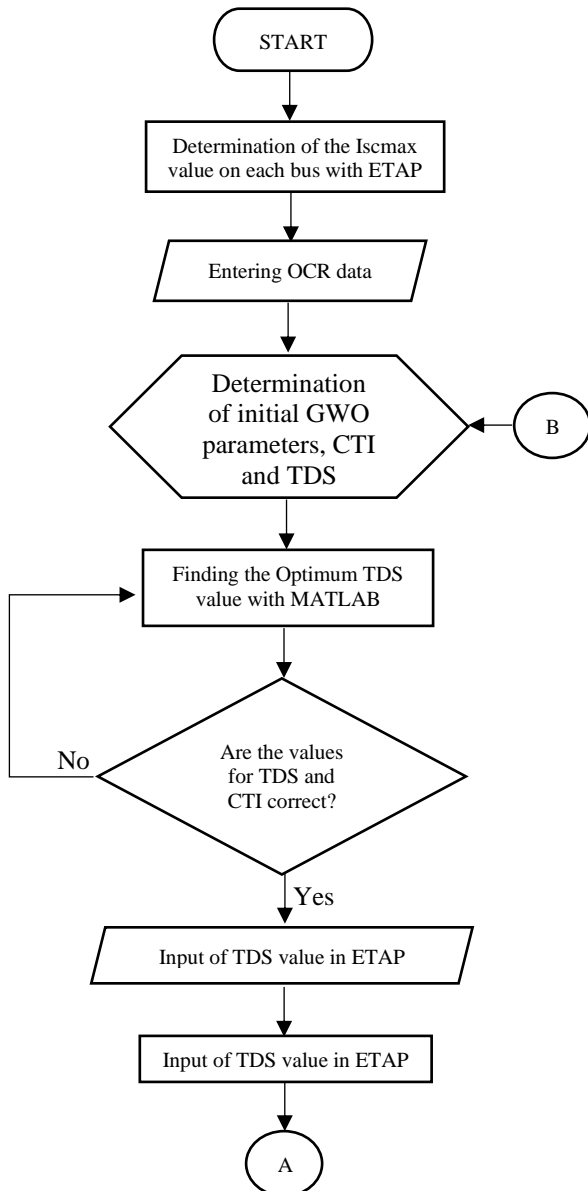 START
Determination of the Iscmax
value on each bus with ETAP
Entering OCR data
Determination
of initial GWO
parameters, CTI
and TDS
B
Finding the Optimum TDS
value with MATLAB
Are the values
for TDS and
CTI correct?
No
Yes
Input of TDS value in ETAP
Input of TDS value in ETAP
A